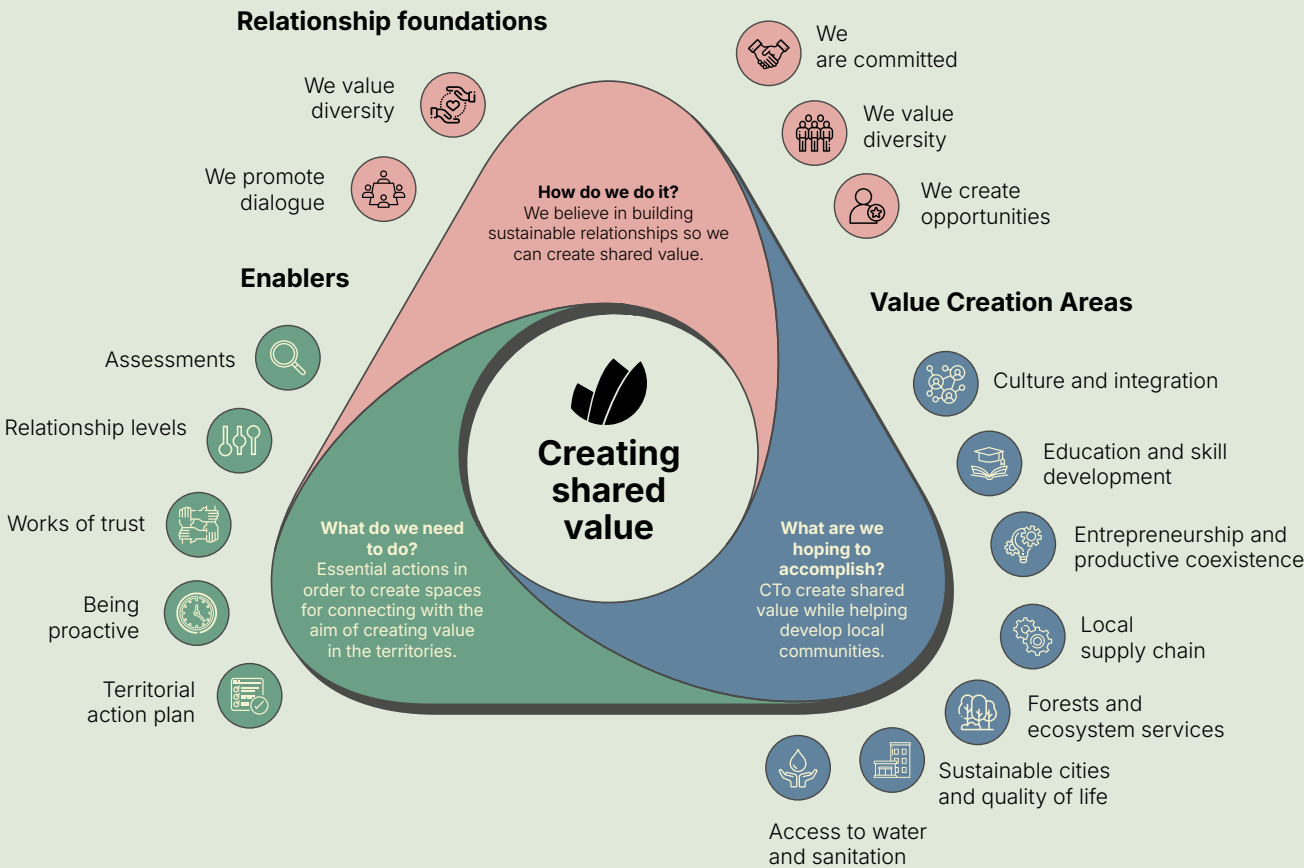 Relationship foundations
We value
diversity
We promote
dialogue
We
are committed
We value
diversity
We create
opportunities
How do we do it?
We believe in building
sustainable relationships so we
can create shared value.
Enablers
Assessments
Relationship levels
Works of trust
Being
proactive
Territorial
action plan
What do we need
to do?
Essential actions in
order to create spaces
for connecting with the
aim of creating value
in the territories.
Creating
shared
value
Value Creation Areas
Culture and integration
Education and skill
development
Entrepreneurship and
productive coexistence
Local
supply chain
Forests and
ecosystem services
Sustainable cities
and quality of life
Access to water
and sanitation
What are we
hoping to
accomplish?
CTo create shared
value while helping
develop local
communities.